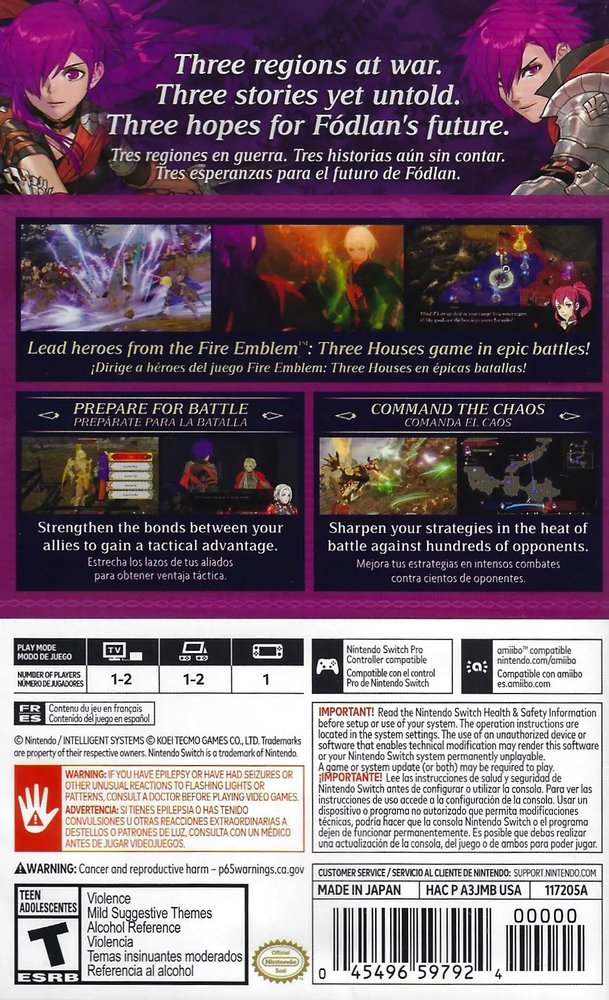 Three regions at war.
Three stories yet untold.
Three hopes for Fódlan's future.
Tres regiones en guerra. Tres historias aún sin contar.
Tres esperanzas para el futuro de Fódlan.
Lead heroes from the Fire Emblem™: Three Houses game in epic battles!
¡Dirige a héroes del juego Fire Emblem: Three Houses en épicas batallas!
PREPARE FOR BATTLE
PREPÁRATE PARA LA BATALLA
Strengthen the bonds between your
allies to gain a tactical advantage.
Estrecha los lazos de tus aliados
para obtener ventaja táctica.
COMMAND THE CHAOS
COMANDA EL CAOS
Sharpen your strategies in the heat of
battle against hundreds of opponents.
Mejora tus estrategias en intensos combates
contra cientos de oponentes.
PLAY MODE
MODO DE JUEGO
TV
NUMBER OF PLAYERS
NÚMERO DE JUGADORES
1-2
1-2
1
Nintendo Switch Pro
Controller compatible
Compatible con el control
Pro de Nintendo Switch
amiibo™ compatible
nintendo.com/amiibo
Compatible con amiibo
es.amiibo.com
FR Contenu du jeu en français
ES Contenido del juego en español
© Nintendo / INTELLIGENT SYSTEMS © KOEI TECMO GAMES CO., LTD. Trademarks
are property of their respective owners. Nintendo Switch is a trademark of Nintendo.
WARNING: IF YOU HAVE EPILEPSY OR HAVE HAD SEIZURES OR
OTHER UNUSUAL REACTIONS TO FLASHING LIGHTS OR
PATTERNS, CONSULT A DOCTOR BEFORE PLAYING VIDEO GAMES.
ADVERTENCIA: SI TIENES EPILEPSIA O HAS TENIDO
CONVULSIONES U OTRAS REACCIONES EXTRAORDINARIAS A
DESTELLOS O PATRONES DE LUZ, CONSULTA CON UN MÉDICO
ANTES DE JUGAR VIDEOJUEGOS.
WARNING: Cancer and reproductive harm – p65warnings.ca.gov
TEEN
ADOLESCENTES
T
ESRB
Violence
Mild Suggestive Themes
Alcohol Reference
Violencia
Temas insinuantes moderados
Referencia al alcohol
Official
Nintendo
Seal
IMPORTANT! Read the Nintendo Switch Health & Safety Information
before setup or use of your system. The operation instructions are
located in the system settings. The use of an unauthorized device or
software that enables technical modification may render this software
or your Nintendo Switch system permanently unplayable.
A game or system update (or both) may be required to play.
¡IMPORTANTE! Lee las instrucciones de salud y seguridad de
Nintendo Switch antes de configurar o utilizar la consola. Para ver las
instrucciones de uso accede a la configuración de la consola. Usar un
dispositivo o programa no autorizado que permita modificaciones
técnicas, podría hacer que la consola Nintendo Switch o el programa
dejen de funcionar permanentemente. Es posible que debas realizar
una actualización de la consola, del juego o de ambos para poder jugar.
CUSTOMER SERVICE / SERVICIO AL CLIENTE DE NINTENDO: SUPPORT.NINTENDO.COM
MADE IN JAPAN
HAC P A3JMB USA
117205A
00000
0 45496 59792 4